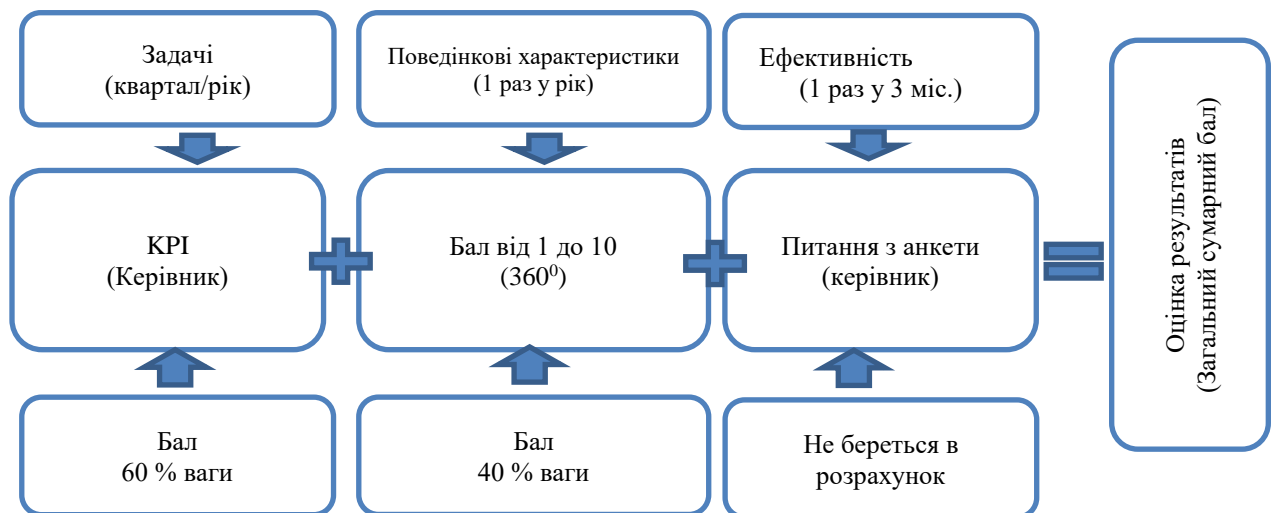 Задачі
(квартал/рік)
Поведінкові характеристики
(1 раз у рік)
Ефективність
(1 раз у 3 міс.)
KPI
(Керівник)
Бал від 1 до 10
(360⁰)
Питання з анкети
(керівник)
Оцінка результатів
(Загальний сумарний бал)
Бал
60 % ваги
Бал
40 % ваги
Не береться в
розрахунок